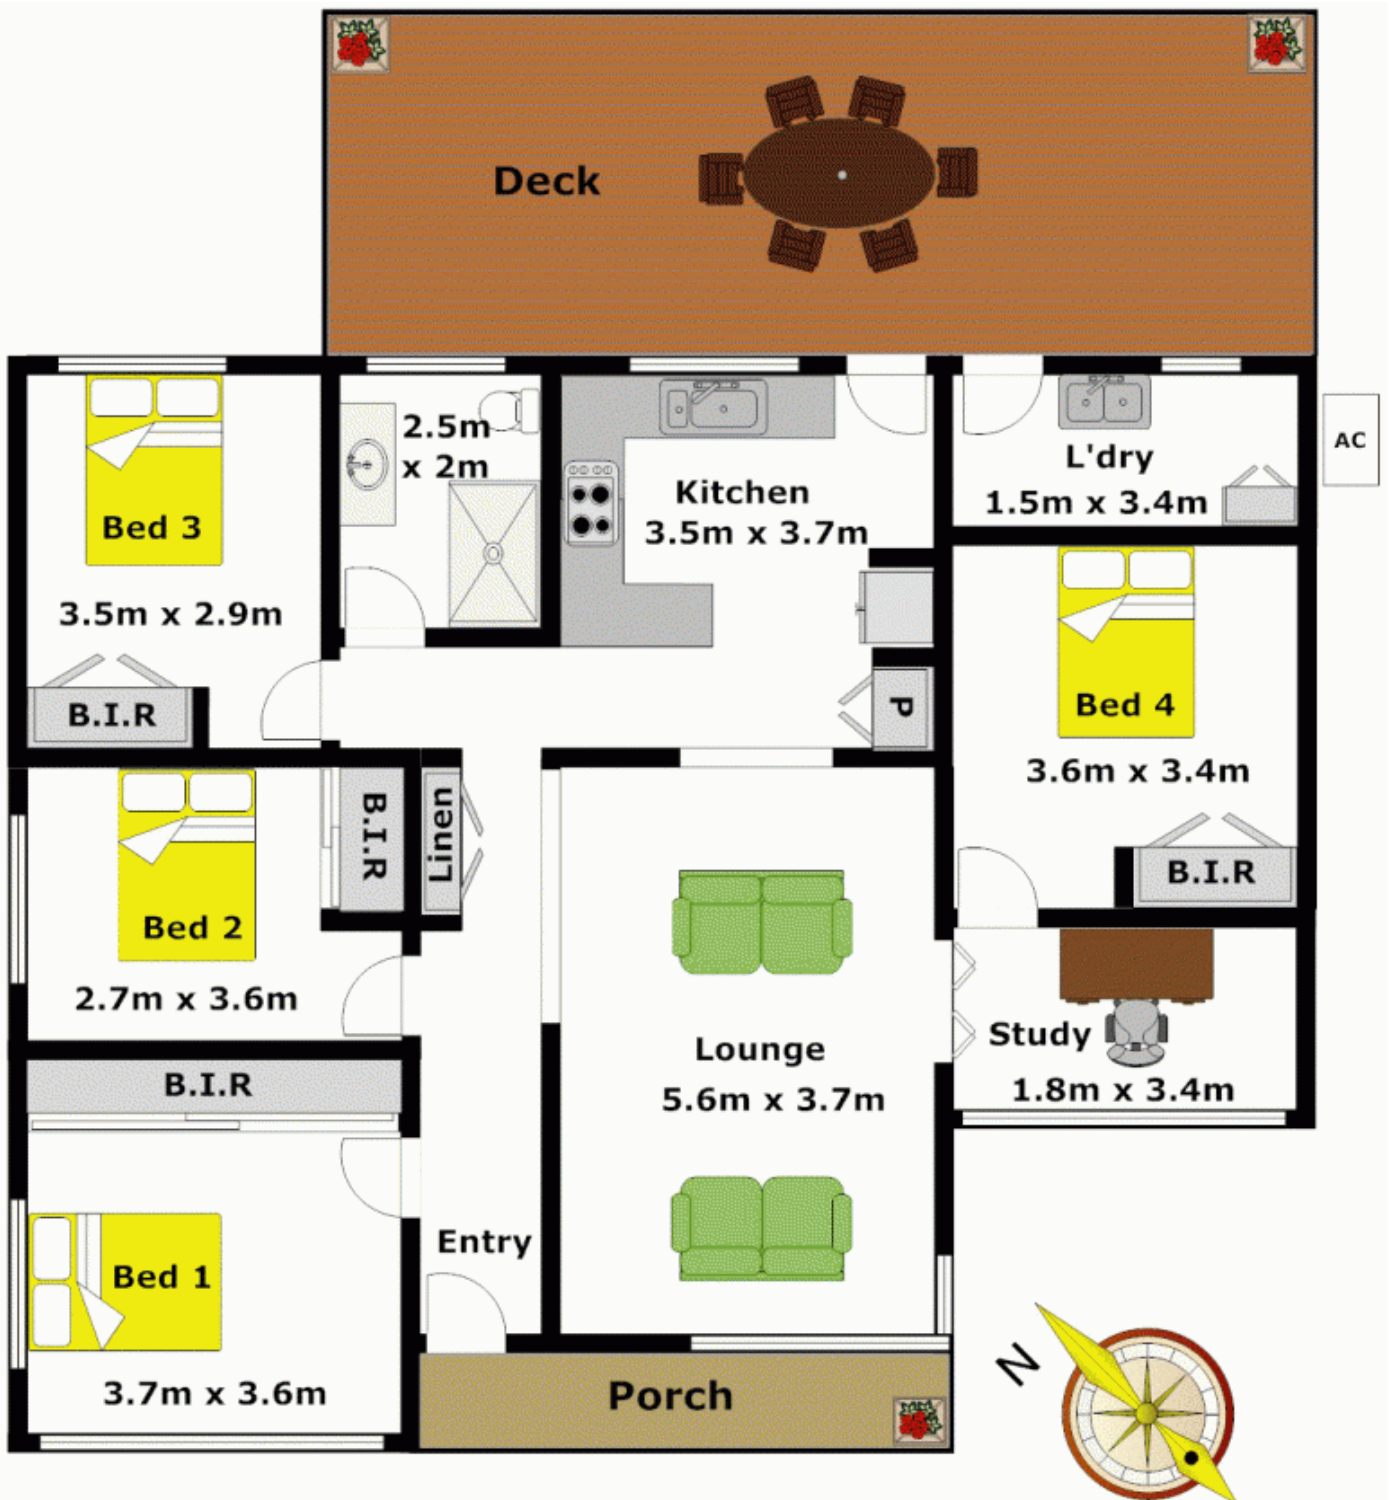 Deck
2.5m
x 2m
AC
L'dry
1.5m x 3.4m
Kitchen
3.5m x 3.7m
Bed 3
3.5m x 2.9m
B.I.R
P
Bed 4
3.6m x 3.4m
B.I.R
B.I.R
Linen
Bed 2
2.7m x 3.6m
Lounge
5.6m x 3.7m
Study
1.8m x 3.4m
B.I.R
Entry
Bed 1
3.7m x 3.6m
Porch
N